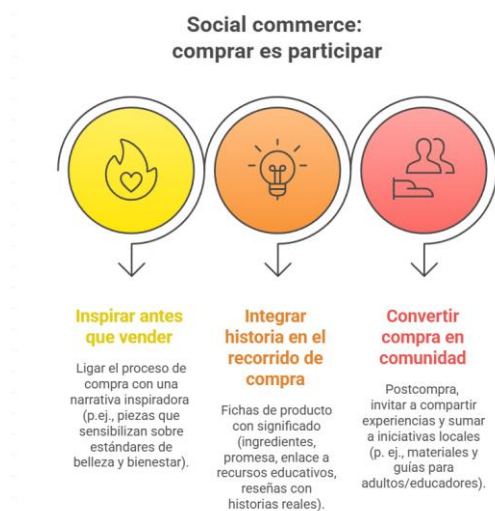 Social commerce:
comprar es participar
Inspirar antes
que vender
Ligar el proceso de
compra con una
narrativa inspiradora
(p.ej., piezas que
sensibilizan sobre
estándares de
belleza y bienestar).
Integrar
historia en el
recorrido de
compra
Fichas de producto
con significado
(ingredientes,
promesa, enlace a
recursos educativos,
reseñas con
historias reales).
Convertir
compra en
comunidad
Postcompra,
invitar a compartir
experiencias y sumar
a iniciativas locales
(p. ej., materiales y
guías para
adultos/educadores).